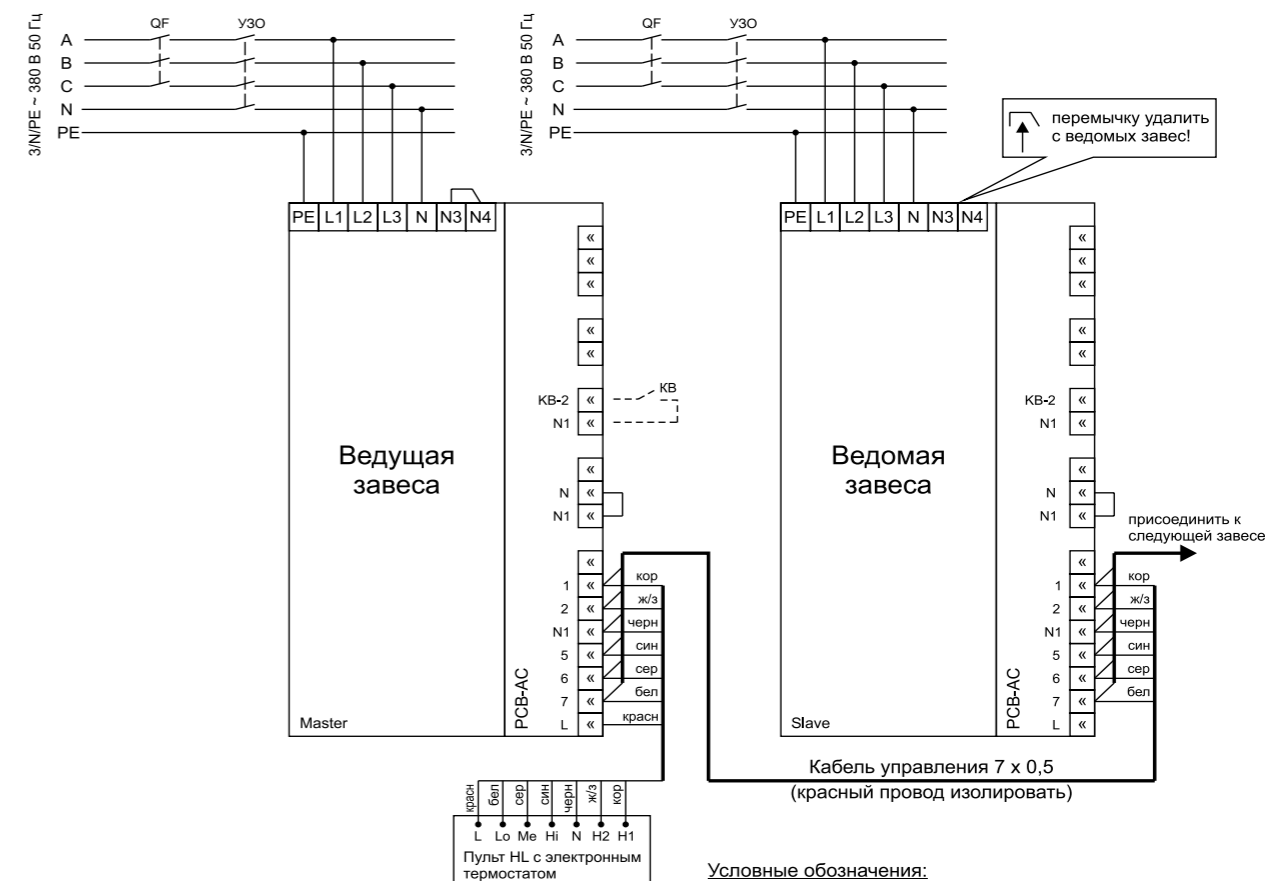 3/N/PE ~ 380 В 50 Гц
QF УЗО
A
B
C
N
PE
3/N/PE ~ 380 В 50 Гц
QF УЗО
A
B
C
N
PE
перемычку удалить
с ведомых завес!
PE L1 L2 L3 N N3 N4
«
«
«
«
«
KB-2 « КВ
N1 «
Ведущая
завеса
«
N «
N1 «
«
1 « кор
2 « ж/з
N1 « черн
5 « син
6 « сер
7 « бел
L « красн
PCB-AC
Master
PE L1 L2 L3 N N3 N4
«
«
«
«
«
KB-2 «
N1 «
Ведомая
завеса
«
N «
N1 «
присоединить к
следующей завесе
«
1 « кор
2 « ж/з
N1 « черн
5 « син
6 « сер
7 « бел
L «
PCB-AC
Slave
Кабель управления 7 x 0,5
(красный провод изолировать)
красн бел сер син черн ж/з кор
L Lo Me Hi N H2 H1
Пульт HL с электронным
термостатом
Условные обозначения: